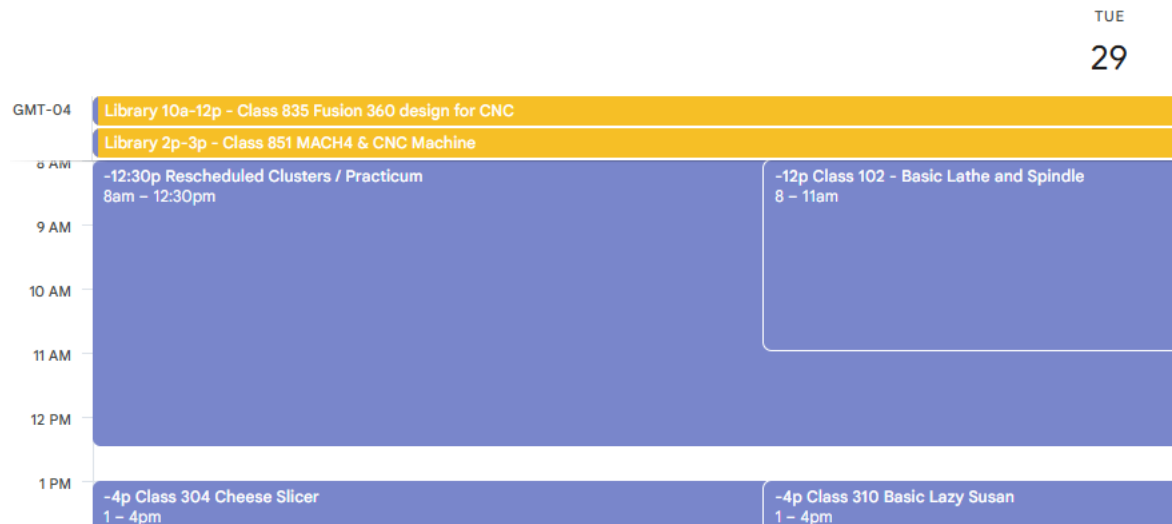 TUE
29
GMT-04
Library 10a-12p - Class 835 Fusion 360 design for CNC
Library 2p-3p - Class 851 MACH4 & CNC Machine
8 AM
-12:30p Rescheduled Clusters / Practicum
8am – 12:30pm
-12p Class 102 - Basic Lathe and Spindle
8 – 11am
9 AM
10 AM
11 AM
12 PM
1 PM
-4p Class 304 Cheese Slicer
1 – 4pm
-4p Class 310 Basic Lazy Susan
1 – 4pm